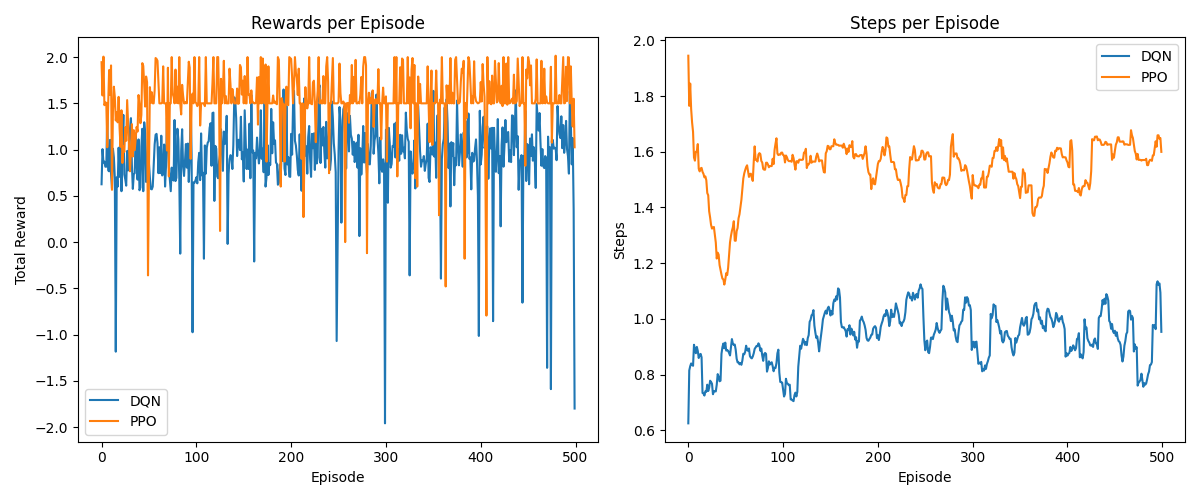 Rewards per Episode
Total Reward
2.0
1.5
1.0
0.5
0.0
−0.5
−1.0
−1.5
−2.0
DQN
PPO
0
100
200
300
400
500
Episode
Steps per Episode
Steps
2.0
1.8
1.6
1.4
1.2
1.0
0.8
0.6
DQN
PPO
0
100
200
300
400
500
Episode